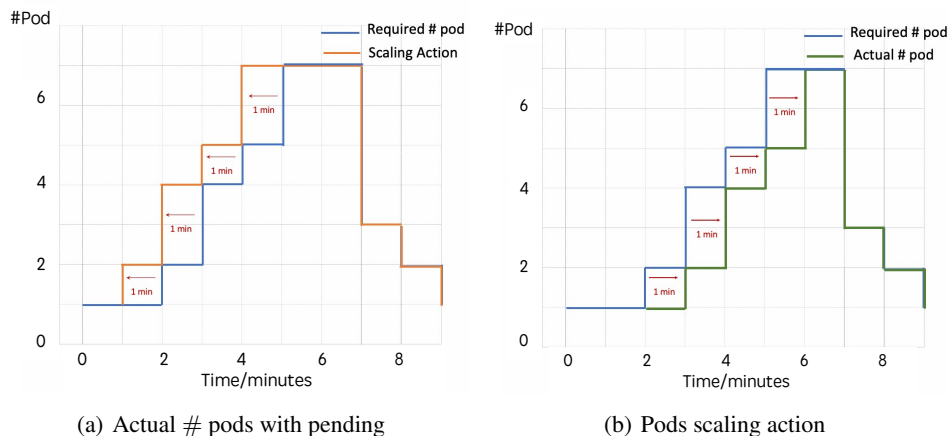 #Pod
Required # pod
Scaling Action
6
4
2
0
1 min
1 min
1 min
1 min
0 2 4 6 8
Time/minutes
(a) Actual # pods with pending
#Pod
Required # pod
Actual # pod
6
4
2
0
1 min
1 min
1 min
1 min
0 2 4 6 8
Time/minutes
(b) Pods scaling action